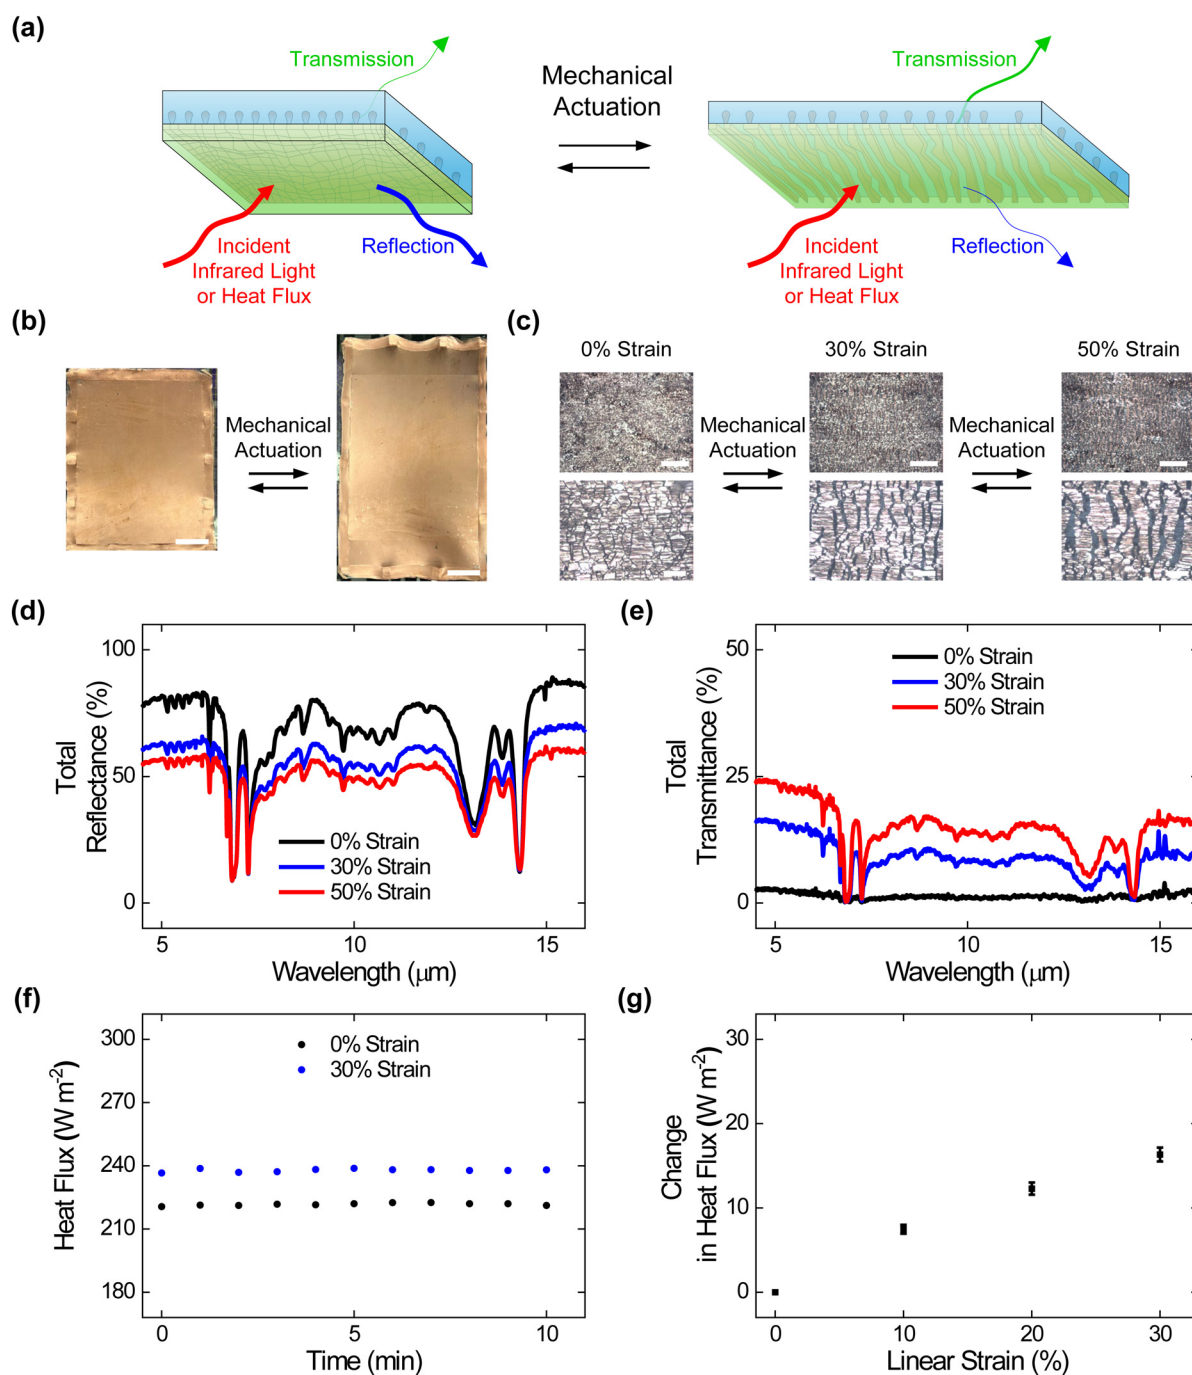 (a)
Transmission
Mechanical
Actuation
Transmission
Incident
Infrared Light
or Heat Flux
Reflection
Incident
Infrared Light
or Heat Flux
Reflection
(b)
Mechanical
Actuation
(c)
0% Strain
30% Strain
50% Strain
Mechanical
Actuation
Mechanical
Actuation
(d)
100
50
0
Total
Reflectance (%)
0% Strain
30% Strain
50% Strain
5
10
15
Wavelength (μm)
(e)
50
25
0
Total
Transmittance (%)
0% Strain
30% Strain
50% Strain
5
10
15
Wavelength (μm)
(f)
300
270
240
210
180
Heat Flux (W m⁻²)
0% Strain
30% Strain
0
5
10
Time (min)
(g)
30
20
10
0
Change
in Heat Flux (W m⁻²)
0
10
20
30
Linear Strain (%)